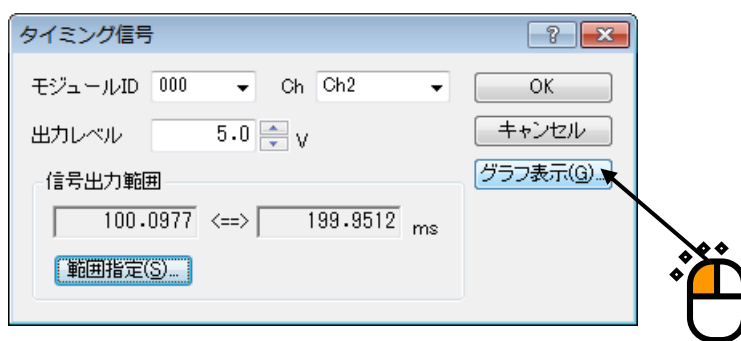 タイミング信号
モジュールID 000 Ch Ch2 OK
出力レベル 5.0 V キャンセル
グラフ表示(G)...
信号出力範囲
100.0977 <==> 199.9512 ms
範囲指定(S)...